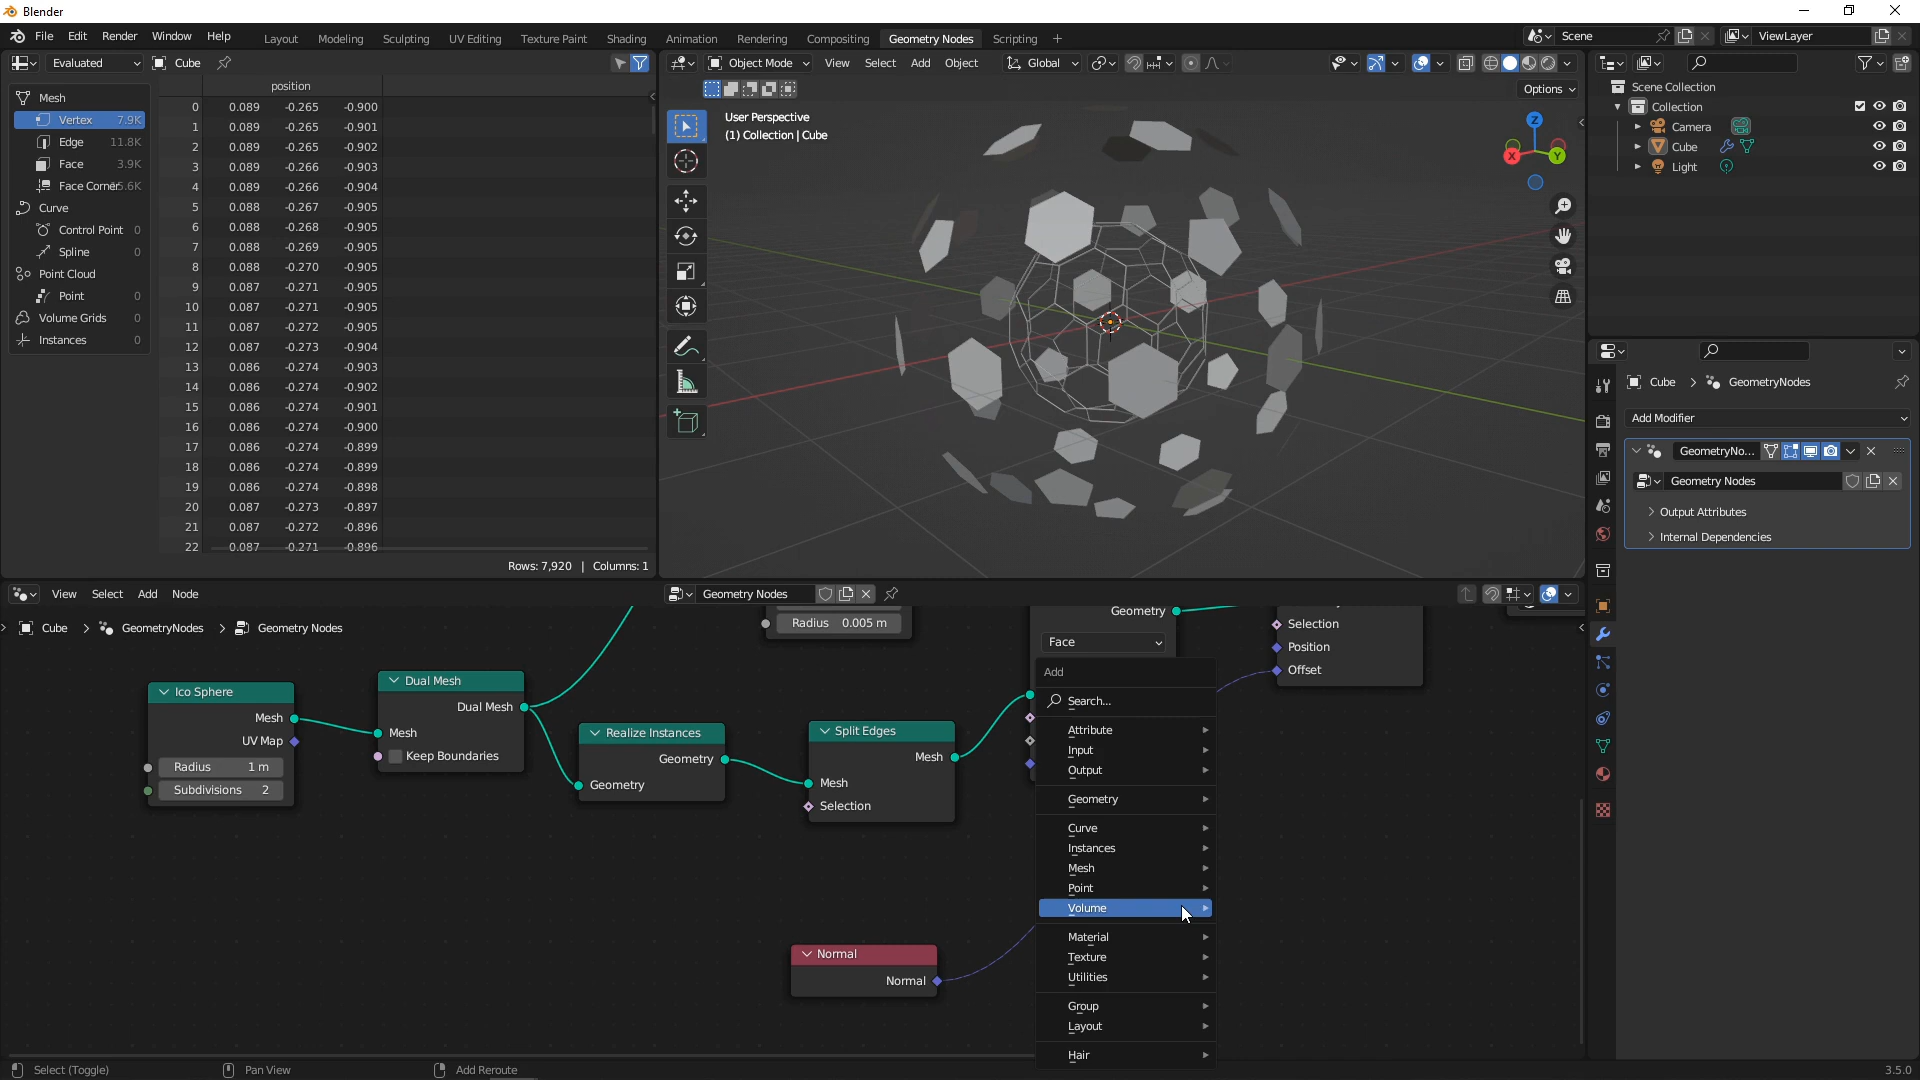 Blender
File Edit Render Window Help Layout Modeling Sculpting UV Editing Texture Paint Shading Animation Rendering Compositing Geometry Nodes Scripting + Scene ViewLayer
Evaluated Cube
position
Mesh
Vertex 7.9K
Edge 11.8K
Face 3.9K
Face Corner
Curve
Control Point 0
Spline 0
Point Cloud
Point 0
Volume Grids 0
Instances 0
0 0.089 -0.265 -0.900
1 0.089 -0.265 -0.901
2 0.089 -0.265 -0.902
3 0.089 -0.266 -0.903
4 0.089 -0.266 -0.904
5 0.088 -0.267 -0.905
6 0.088 -0.268 -0.905
7 0.088 -0.269 -0.905
8 0.088 -0.270 -0.905
9 0.087 -0.271 -0.905
10 0.087 -0.271 -0.905
11 0.087 -0.272 -0.905
12 0.087 -0.273 -0.904
13 0.086 -0.274 -0.903
14 0.086 -0.274 -0.902
15 0.086 -0.274 -0.901
16 0.086 -0.274 -0.900
17 0.086 -0.274 -0.899
18 0.086 -0.274 -0.899
19 0.086 -0.274 -0.898
20 0.087 -0.273 -0.897
21 0.087 -0.272 -0.896
22 0.087 -0.271 -0.896
Rows: 7,920 | Columns: 1
Object Mode View Select Add Object Global
Options
User Perspective
(1) Collection | Cube
Z
X Y
Scene Collection
Collection
Camera
Cube
Light
Cube > GeometryNodes
Add Modifier
GeometryNo...
Geometry Nodes
Output Attributes
Internal Dependencies
View Select Add Node Geometry Nodes
Cube > GeometryNodes > Geometry Nodes
Ico Sphere
Mesh
UV Map
Radius 1 m
Subdivisions 2
Dual Mesh
Dual Mesh
Mesh
Keep Boundaries
Realize Instances
Geometry
Geometry
Radius 0.005 m
Split Edges
Mesh
Mesh
Selection
Normal
Normal
Geometry
Face
Selection
Position
Offset
Add
Search...
Attribute
Input
Output
Geometry
Curve
Instances
Mesh
Point
Volume
Material
Texture
Utilities
Group
Layout
Hair
Select (Toggle) Pan View Add Reroute 3.5.0